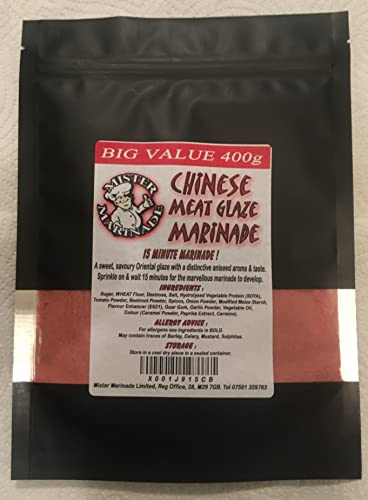 BIG VALUE 400g
MISTER MARINADE
CHINESE
MEAT GLAZE
MARINADE
15 MINUTE MARINADE !
A sweet, savoury Oriental glaze with a distinctive aniseed aroma & taste.
Sprinkle on & wait 15 minutes for the marvellous marinade to develop.
INGREDIENTS :
Sugar, WHEAT Flour, Dextrose, Salt, Hydrolysed Vegetable Protein (SOYA),
Tomato Powder, Beetroot Powder, Spices, Onion Powder, Modified Maize Starch,
Flavour Enhancer (E621), Guar Gum, Garlic Powder, Vegetable Oil,
Colour (Caramel Powder, Paprika Extract, Carmine).
ALLERGY ADVICE :
For allergens see ingredients in BOLD.
May contain traces of Barley, Celery, Mustard, Sulphites.
STORAGE :
Store in a cool dry place in a sealed container.
X001J915CB
Mister Marinade Limited, Reg Office, 28, M29 7GB. Tel 07561 259763